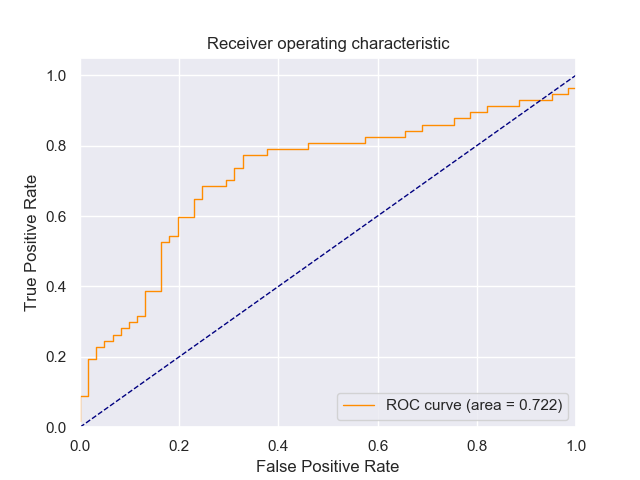 Receiver operating characteristic
1.0
0.8
0.6
0.4
0.2
0.0
True Positive Rate
ROC curve (area = 0.722)
0.0 0.2 0.4 0.6 0.8 1.0
False Positive Rate